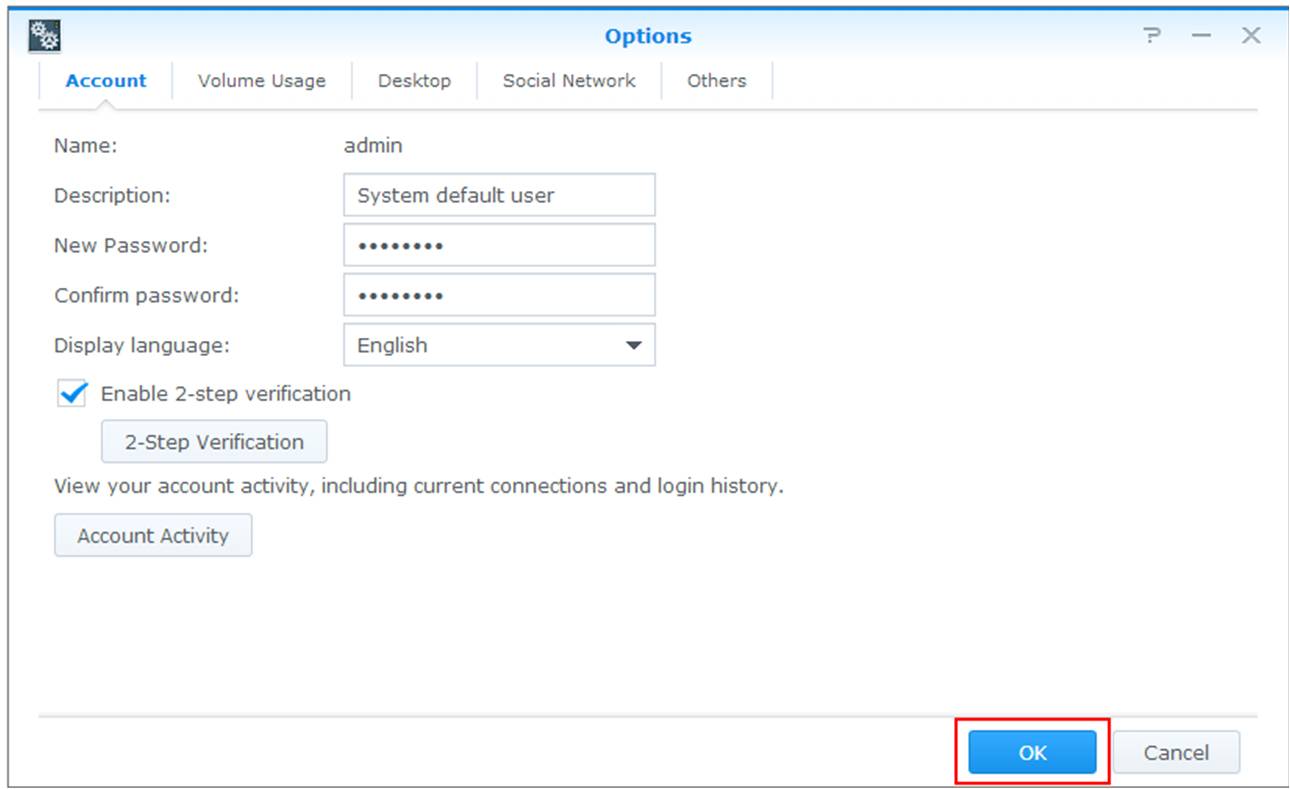 Options
Account Volume Usage Desktop Social Network Others
Name: admin
Description: System default user
New Password: ••••••••
Confirm password: ••••••••
Display language: English
Enable 2-step verification
2-Step Verification
View your account activity, including current connections and login history.
Account Activity
OK Cancel